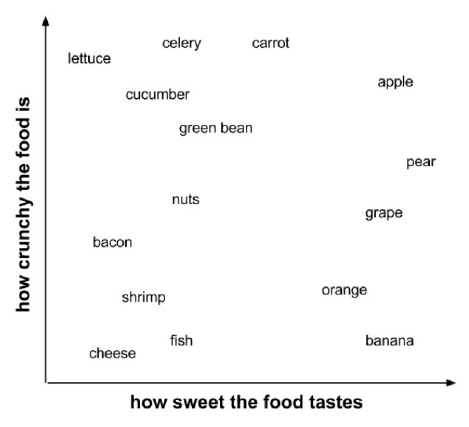 celery
carrot
lettuce
apple
cucumber
green bean
pear
nuts
grape
bacon
orange
shrimp
fish
banana
cheese
how crunchy the food is
how sweet the food tastes